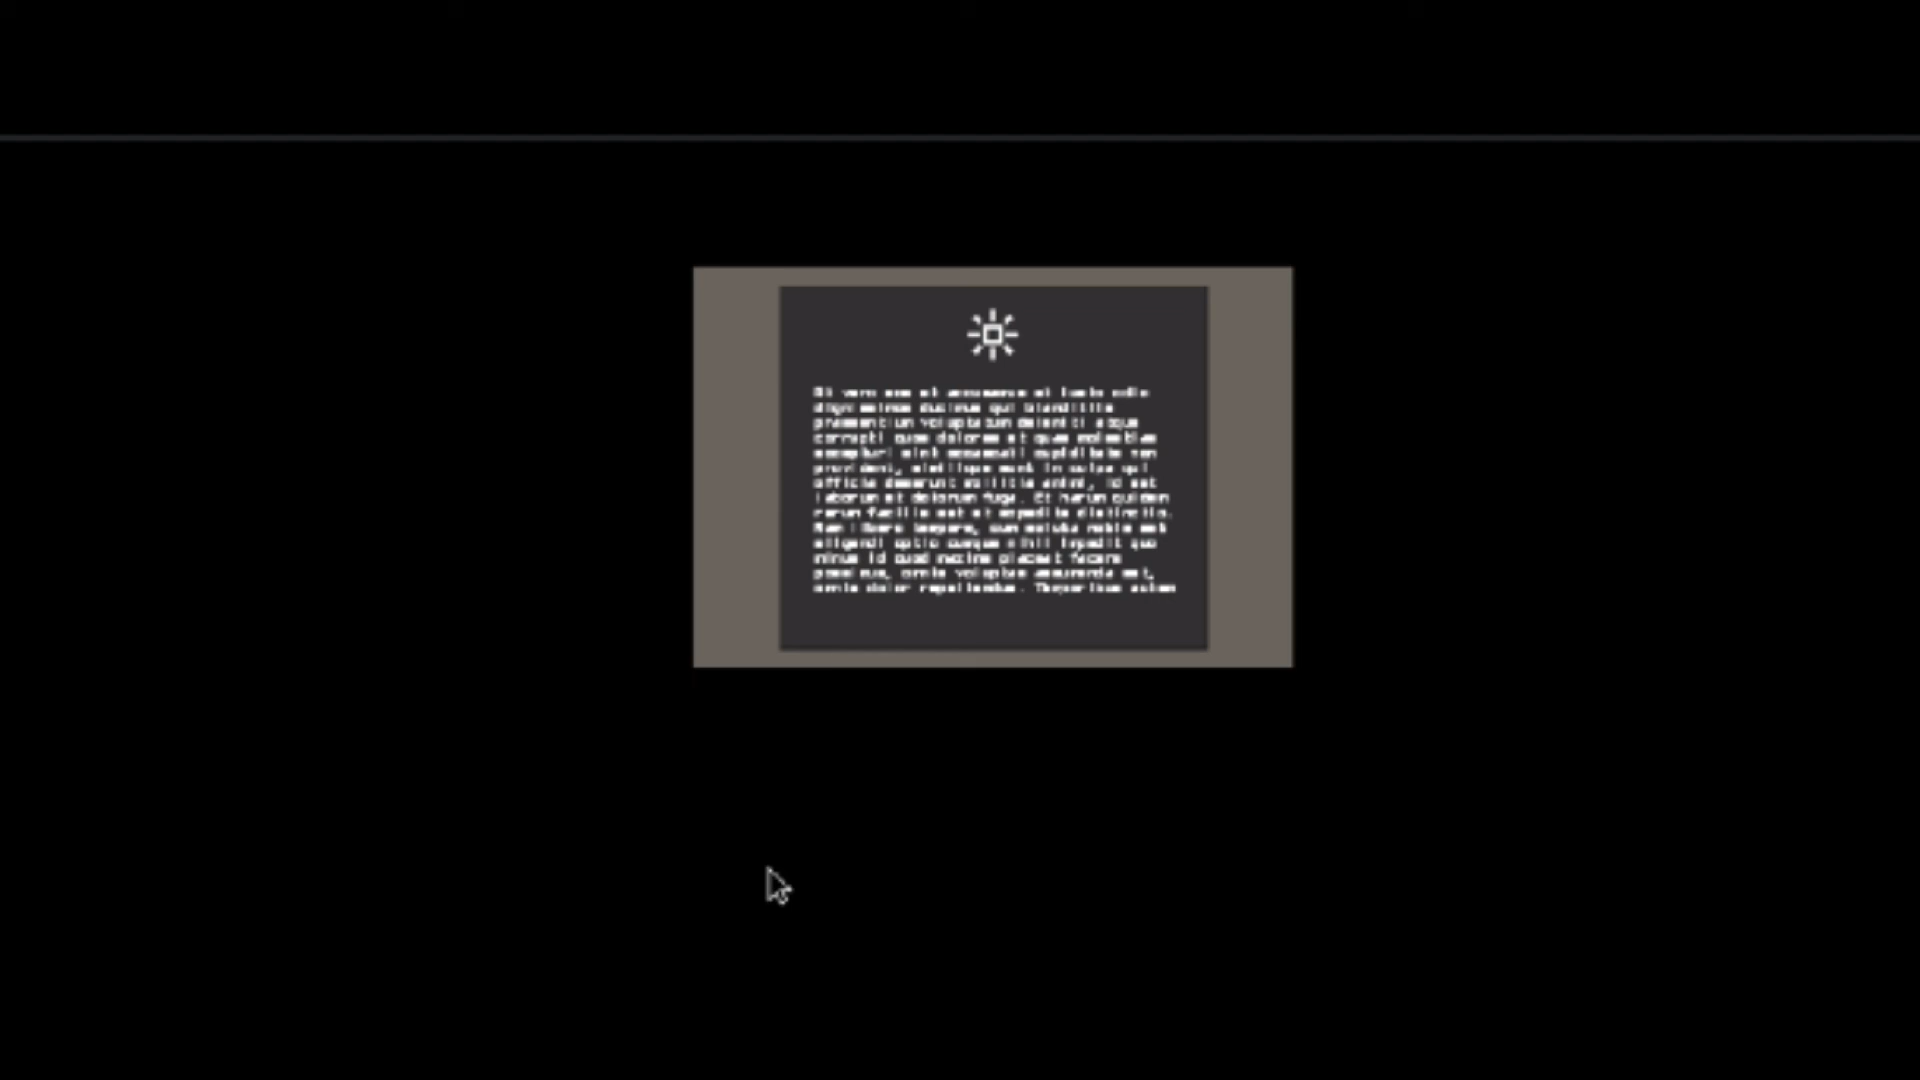 At vero eos et accusamus et iusto odio
dignissimos ducimus qui blanditiis
praesentium voluptatum deleniti atque
corrupti quos dolores et quas molestias
excepturi sint occaecati cupiditate non
provident, similique sunt in culpa qui
officia deserunt mollitia animi, id est
laborum et dolorum fuga. Et harum quidem
rerum facilis est et expedita distinctio.
Nam libero tempore, cum soluta nobis est
eligendi optio cumque nihil impedit quo
minus id quod maxime placeat facere
possimus, omnis voluptas assumenda est,
omnis dolor repellendus. Temporibus autem